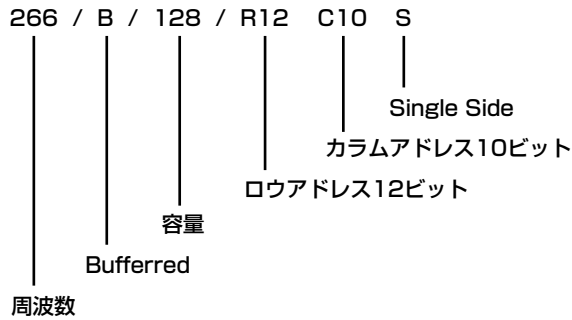 266 / B / 128 / R12 C10 S
Single Side
カラムアドレス10ビット
ロウアドレス12ビット
容量
Bufferred
周波数